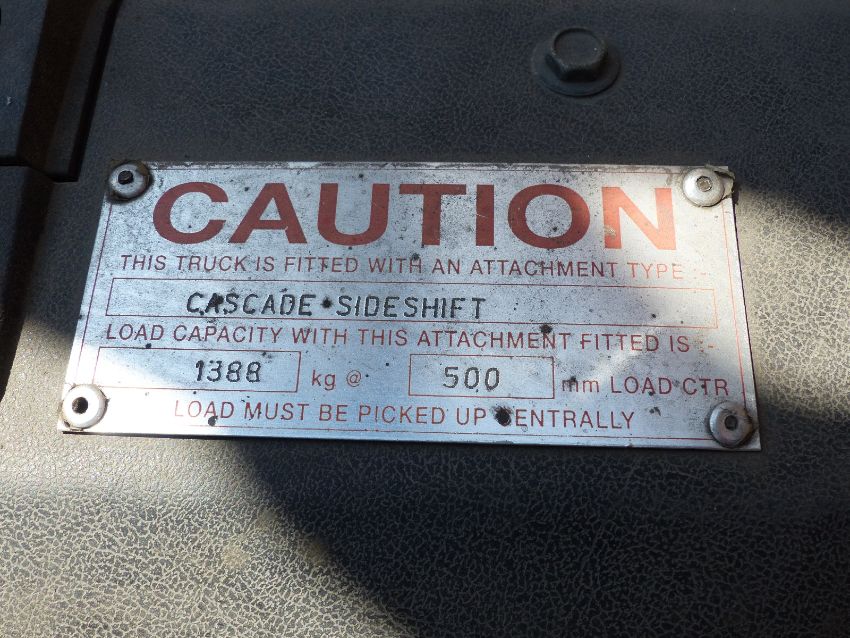 CAUTION
THIS TRUCK IS FITTED WITH AN ATTACHMENT TYPE :-
CASCADE SIDESHIFT
LOAD CAPACITY WITH THIS ATTACHMENT FITTED IS :-
1388 kg @ 500 mm LOAD CTR
LOAD MUST BE PICKED UP CENTRALLY